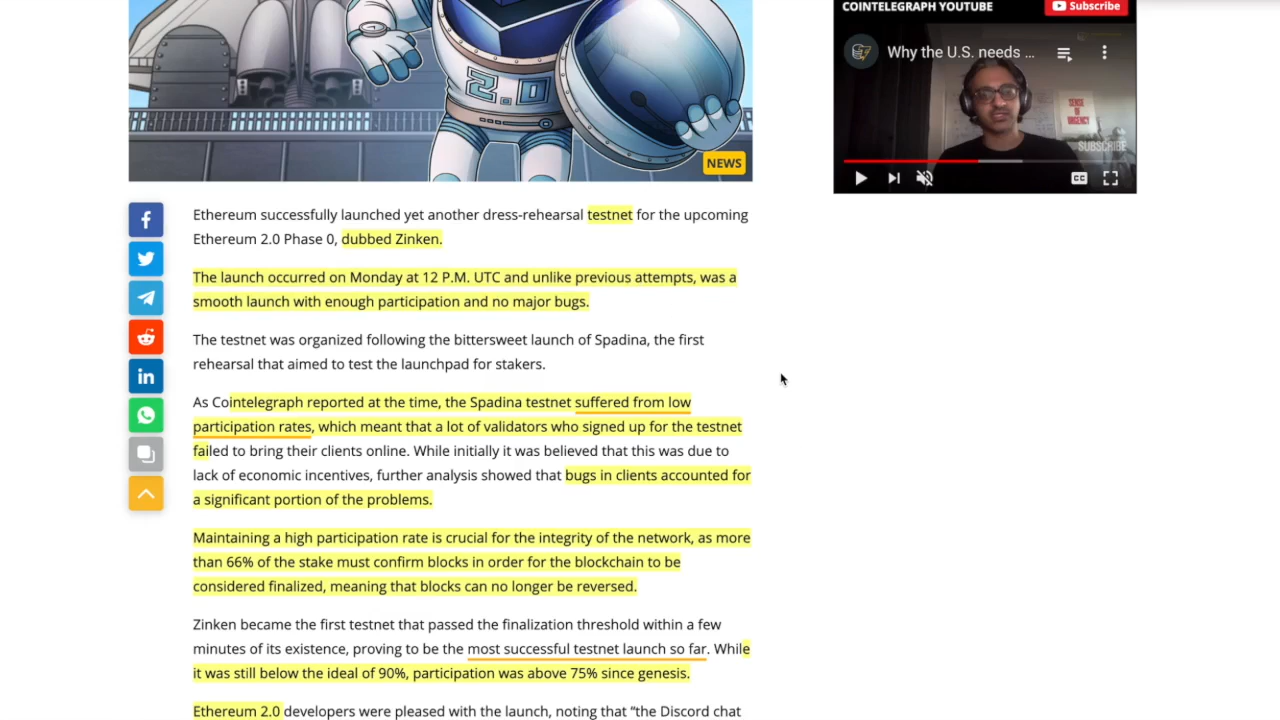 2.0
NEWS
COINTELEGRAPH YOUTUBE
Subscribe
Why the U.S. needs ...
SENSE
OF
URGENCY
SUBSCRIBE
CC
Ethereum successfully launched yet another dress-rehearsal testnet for the upcoming
Ethereum 2.0 Phase 0, dubbed Zinken.
The launch occurred on Monday at 12 P.M. UTC and unlike previous attempts, was a
smooth launch with enough participation and no major bugs.
The testnet was organized following the bittersweet launch of Spadina, the first
rehearsal that aimed to test the launchpad for stakers.
As Cointelegraph reported at the time, the Spadina testnet suffered from low
participation rates, which meant that a lot of validators who signed up for the testnet
failed to bring their clients online. While initially it was believed that this was due to
lack of economic incentives, further analysis showed that bugs in clients accounted for
a significant portion of the problems.
Maintaining a high participation rate is crucial for the integrity of the network, as more
than 66% of the stake must confirm blocks in order for the blockchain to be
considered finalized, meaning that blocks can no longer be reversed.
Zinken became the first testnet that passed the finalization threshold within a few
minutes of its existence, proving to be the most successful testnet launch so far. While
it was still below the ideal of 90%, participation was above 75% since genesis.
Ethereum 2.0 developers were pleased with the launch, noting that “the Discord chat